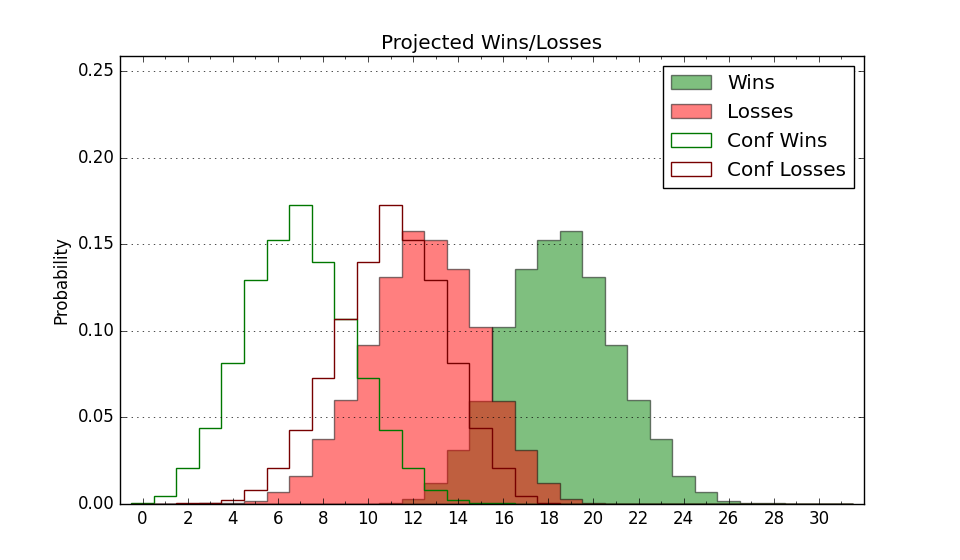 Projected Wins/Losses
0.25
0.20
0.15
0.10
0.05
0.00
Probability
Wins
Losses
Conf Wins
Conf Losses
0 2 4 6 8 10 12 14 16 18 20 22 24 26 28 30